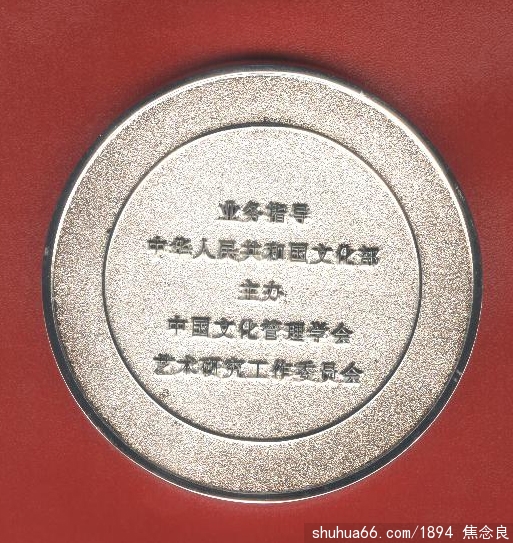 业务指导
中华人民共和国文化部
主办
中国文化管理学会
艺术研究工作委员会
shuhua66.com/1894 焦念良